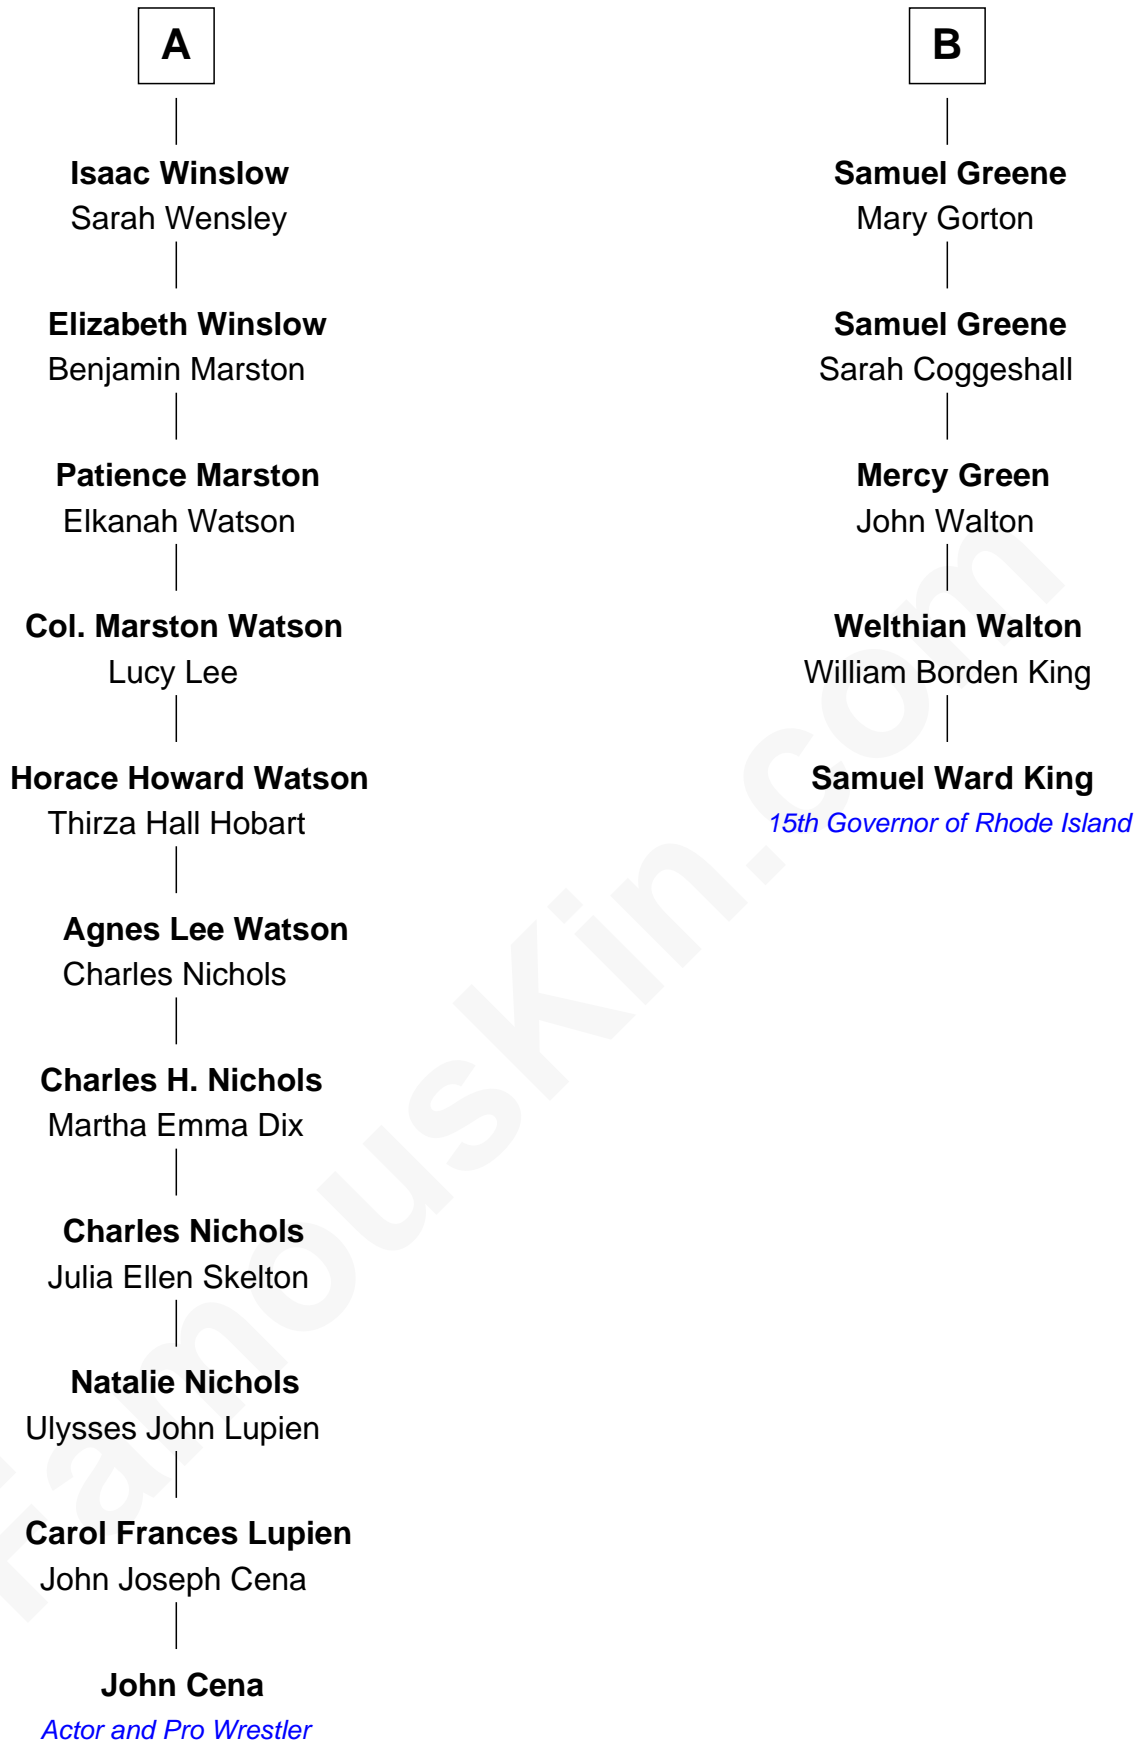 A
Isaac Winslow
Sarah Wensley
Elizabeth Winslow
Benjamin Marston
Patience Marston
Elkanah Watson
Col. Marston Watson
Lucy Lee
Horace Howard Watson
Thirza Hall Hobart
Agnes Lee Watson
Charles Nichols
Charles H. Nichols
Martha Emma Dix
Charles Nichols
Julia Ellen Skelton
Natalie Nichols
Ulysses John Lupien
Carol Frances Lupien
John Joseph Cena
John Cena
Actor and Pro Wrestler
B
Samuel Greene
Mary Gorton
Samuel Greene
Sarah Coggeshall
Mercy Green
John Walton
Welthian Walton
William Borden King
Samuel Ward King
15th Governor of Rhode Island
FamousKin.com